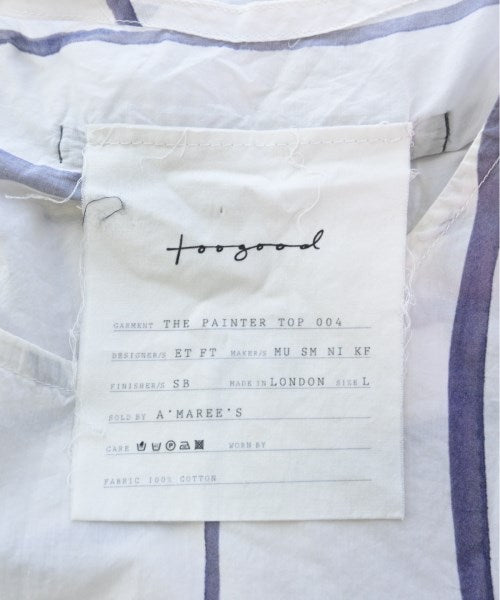 toogood
GARMENT THE PAINTER TOP 004
DESIGNER/S ET FT MAKER/S MU SM NI KF
FINISHER/S SB MADE IN LONDON SIZE L
SOLD BY A'MAREE'S
CARE WORN BY
FABRIC 100% COTTON